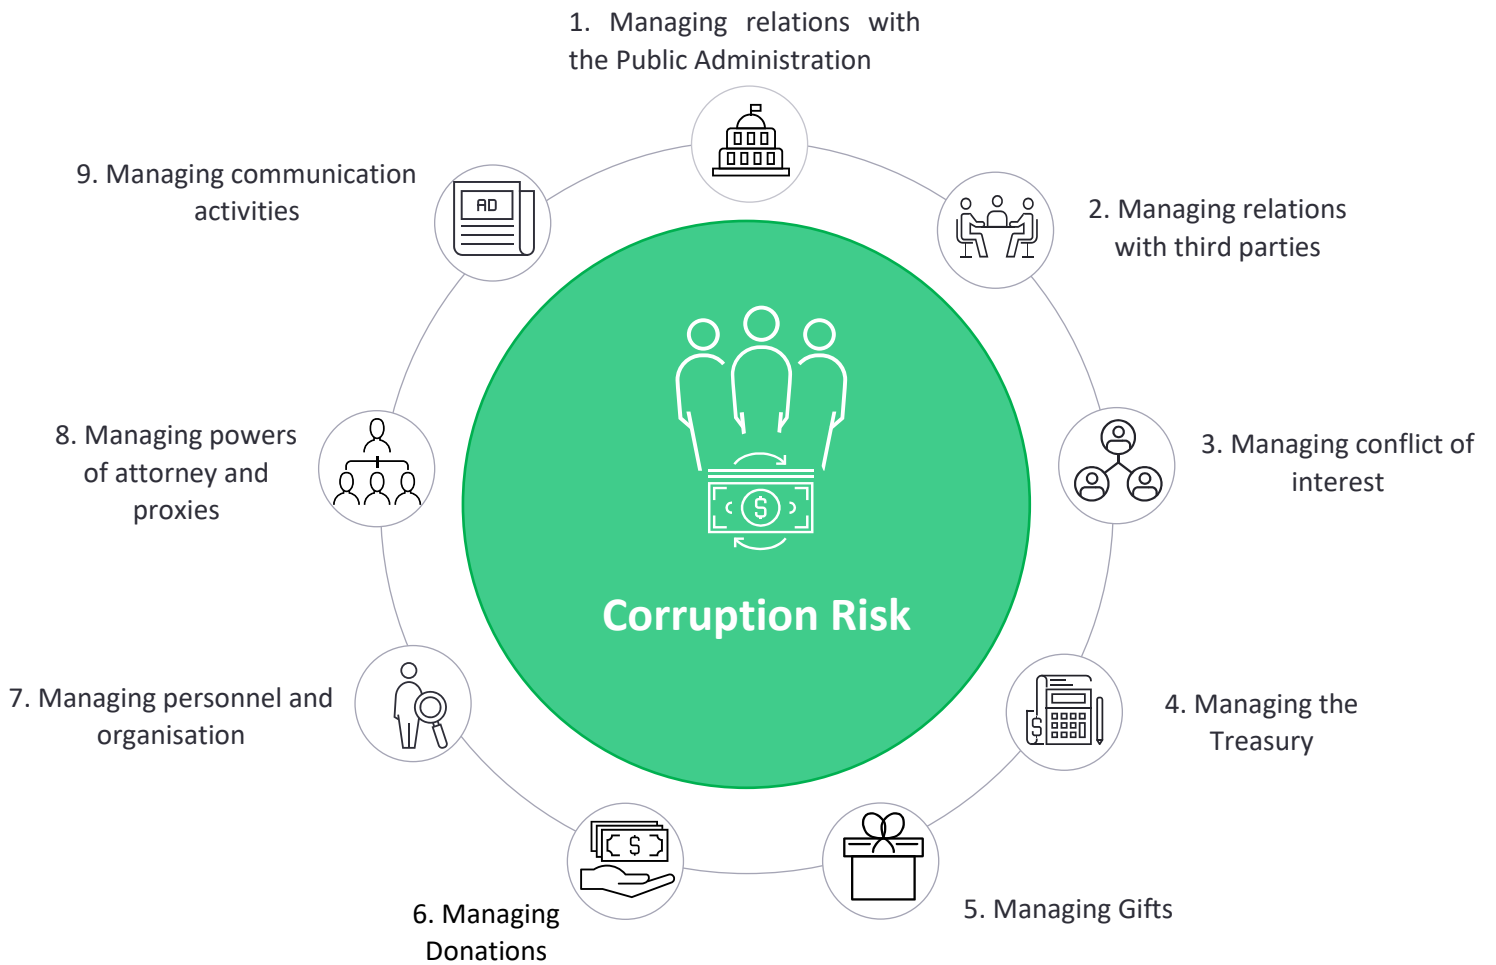 1. Managing relations with
the Public Administration
2. Managing relations
with third parties
3. Managing conflict of
interest
4. Managing the
Treasury
5. Managing Gifts
6. Managing
Donations
7. Managing personnel and
organisation
8. Managing powers
of attorney and
proxies
9. Managing communication
activities
AD
$
Corruption Risk
$
$